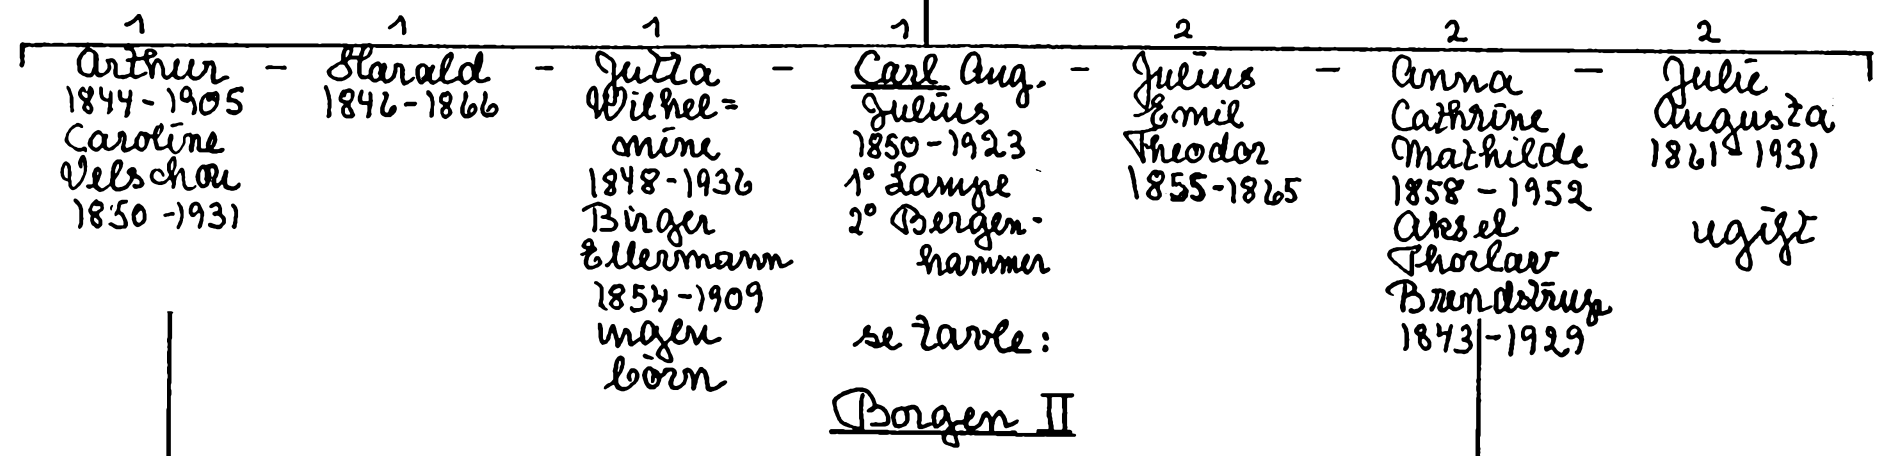 1
Arthur
1844-1905
Caroline
Velschou
1850-1931
-
1
Harald
1846-1866
-
1
Jutta
Wilhel=
mine
1848-1936
Birger
Ellermann
1854-1909
ingen
börn
-
1
Carl Aug.
Julius
1850-1923
1° Lampe
2° Bergen-
hammer
se tavle:
Borgen II
-
2
Julius
Emil
Theodor
1855-1865
-
2
Anna
Cathrine
Mathilde
1858-1952
Aksel
Thorlav
Brendstrup
1843-1929
-
2
Julie
Augusta
1861-1931
ugift